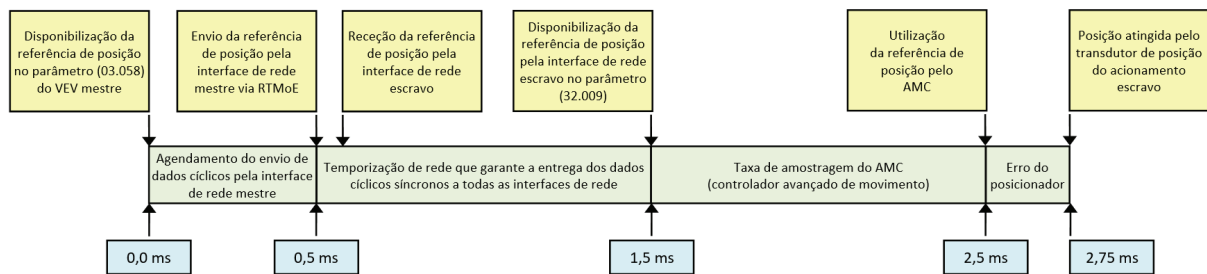 Disponibilização da
referência de posição
no parâmetro (03.058)
do VEV mestre
Envio da referência
de posição pela
interface de rede
mestre via RTMoE
Receção da referência
de posição pela
interface de rede
escravo
Disponibilização da
referência de posição
pela interface de rede
escravo no parâmetro
(32.009)
Utilização
da referência de
posição pelo
AMC
Posição atingida pelo
transdutor de posição
do acionamento
escravo
Agendamento do envio de
dados cíclicos pela interface
de rede mestre
Temporização de rede que garante a entrega dos dados
cíclicos síncronos a todas as interfaces de rede
Taxa de amostragem do AMC
(controlador avançado de movimento)
Erro do
posicionador
0,0 ms
0,5 ms
1,5 ms
2,5 ms
2,75 ms